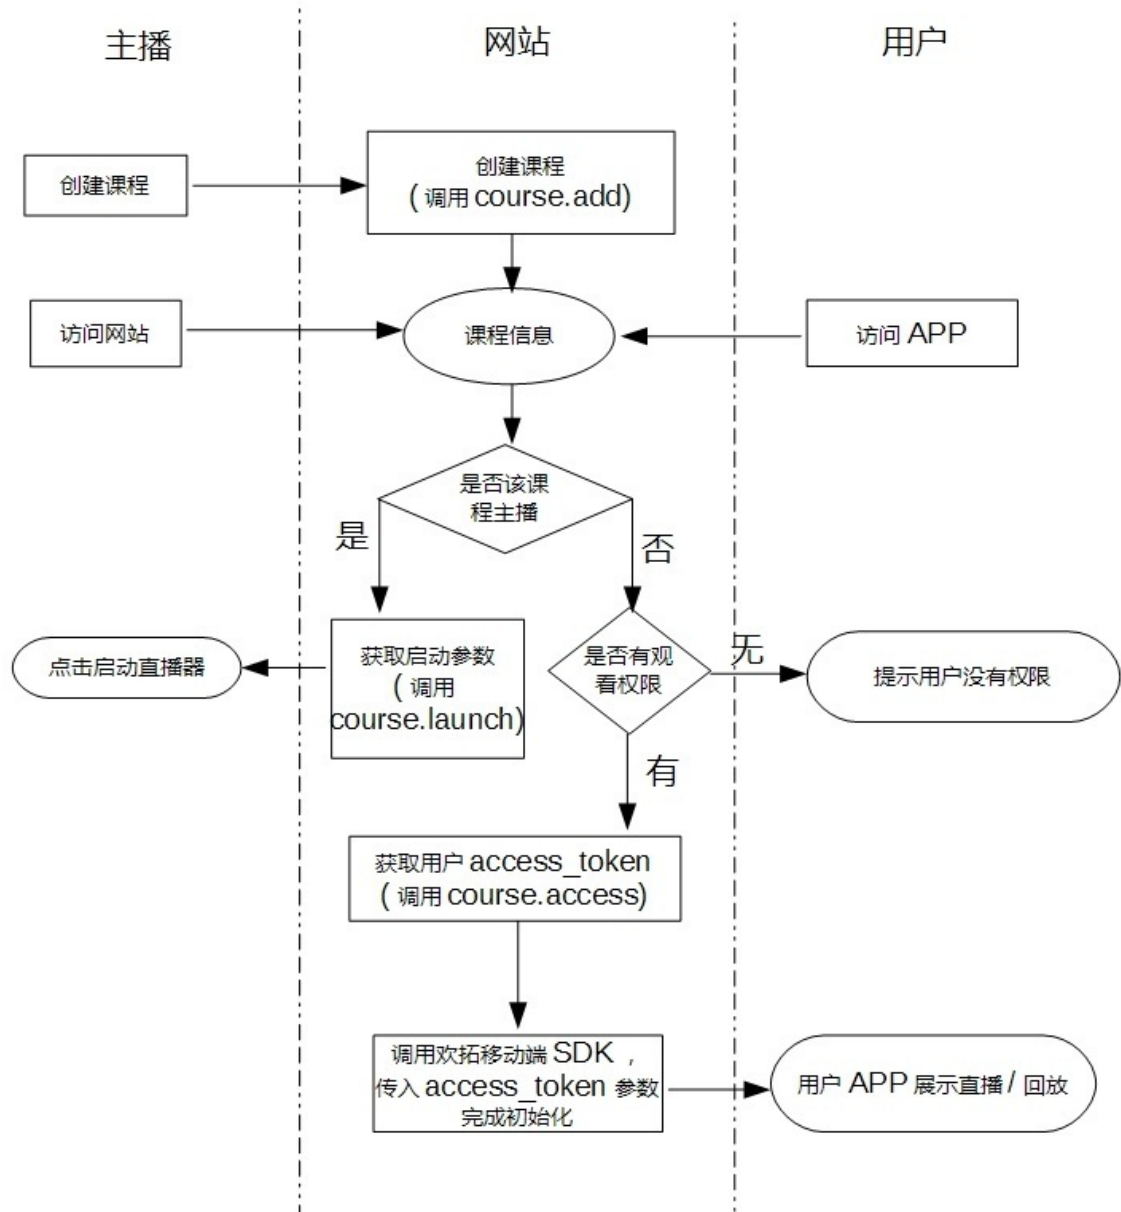 主播
网站
用户
创建课程
创建课程
( 调用 course.add)
访问网站
课程信息
访问 APP
是否该课
程主播
是
否
点击启动直播器
获取启动参数
( 调用
course.launch)
是否有观
看权限
无
提示用户没有权限
有
获取用户 access_token
( 调用 course.access)
调用欢拓移动端 SDK ，
传入 access_token 参数
完成初始化
用户 APP 展示直播 / 回放